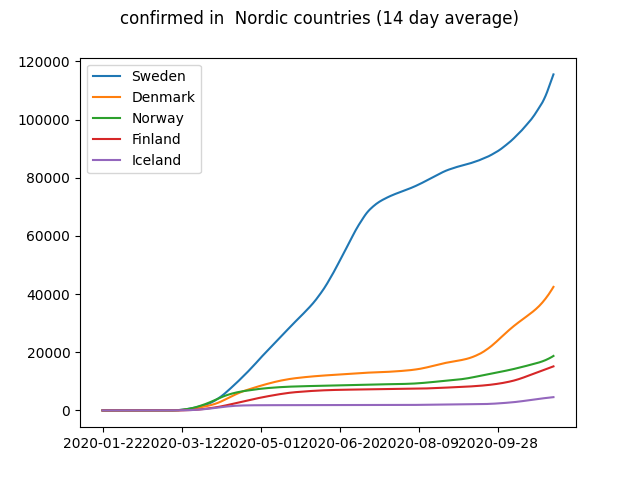 confirmed in  Nordic countries (14 day average)
120000
100000
80000
60000
40000
20000
0
Sweden
Denmark
Norway
Finland
Iceland
2020-01-22 2020-03-12 2020-05-01 2020-06-20 2020-08-09 2020-09-28